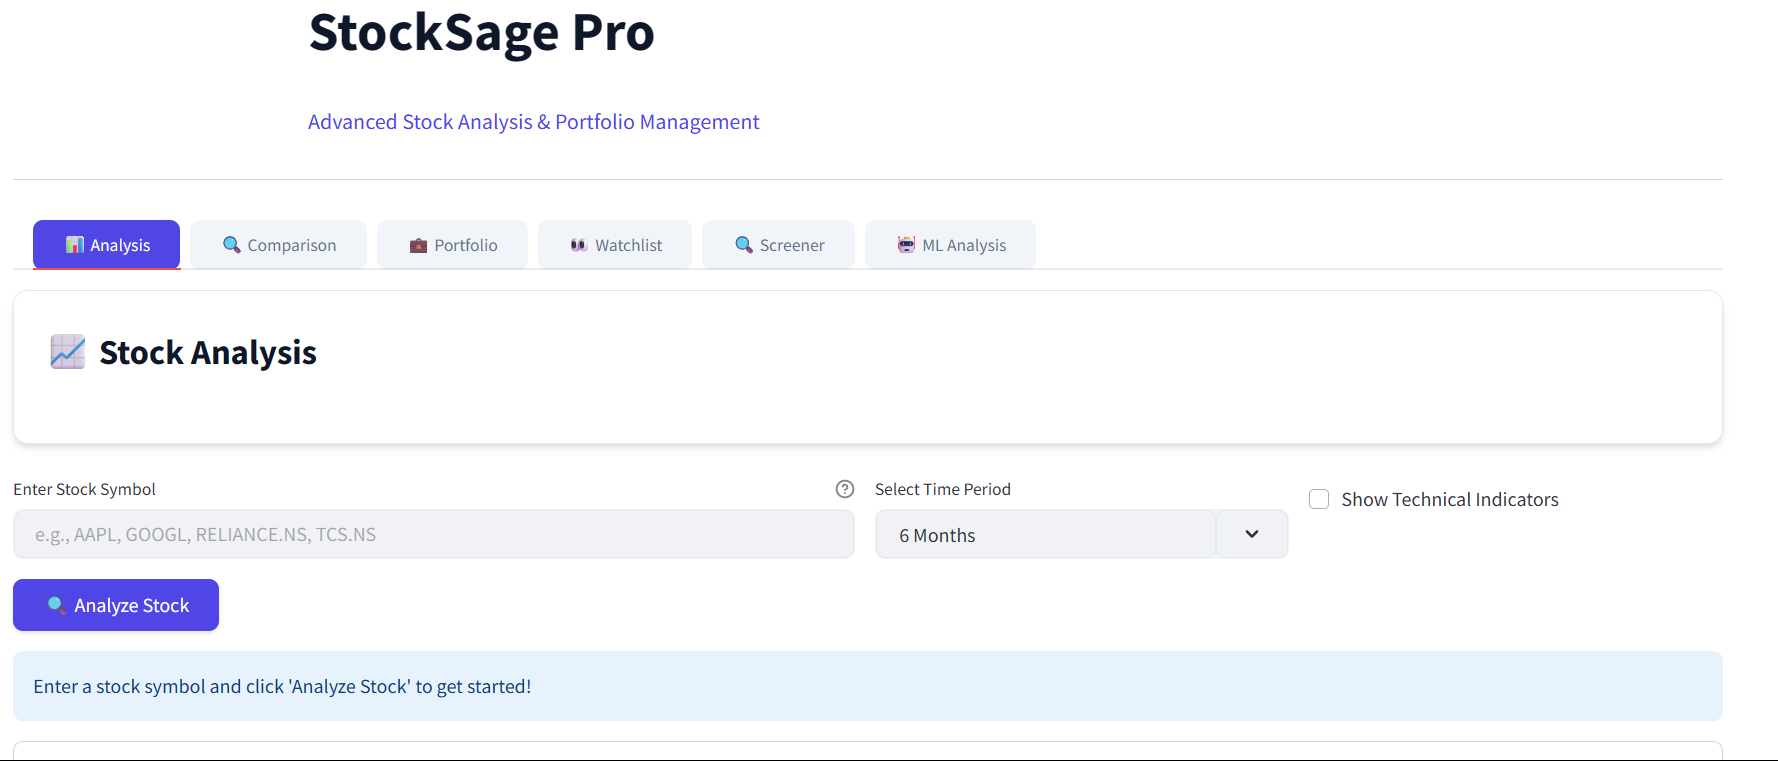 StockSage Pro
Advanced Stock Analysis & Portfolio Management
Analysis Comparison Portfolio Watchlist Screener ML Analysis
Stock Analysis
Enter Stock Symbol Select Time Period Show Technical Indicators
e.g., AAPL, GOOGL, RELIANCE.NS, TCS.NS 6 Months
Analyze Stock
Enter a stock symbol and click 'Analyze Stock' to get started!